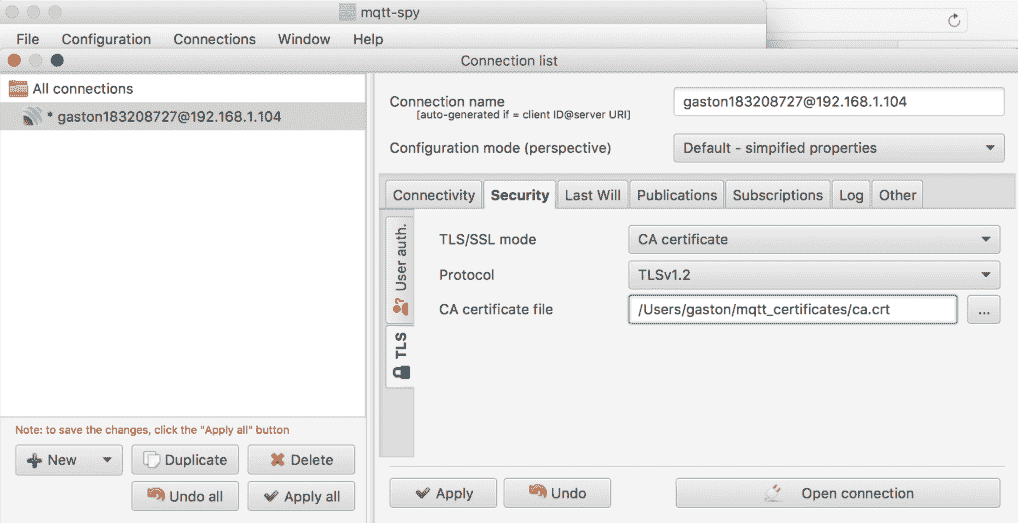 mqtt-spy
File Configuration Connections Window Help
Connection list
All connections
* gaston183208727@192.168.1.104
Connection name
[auto-generated if = client ID@server URI]
gaston183208727@192.168.1.104
Configuration mode (perspective)
Default - simpified properties
Connectivity Security Last Will Publications Subscriptions Log Other
User auth.
TLS
TLS/SSL mode
CA certificate
Protocol
TLSv1.2
CA certificate file
/Users/gaston/mqtt_certificates/ca.crt
...
Note: to save the changes, click the "Apply all" button
New Duplicate Delete
Undo all Apply all
Apply Undo Open connection